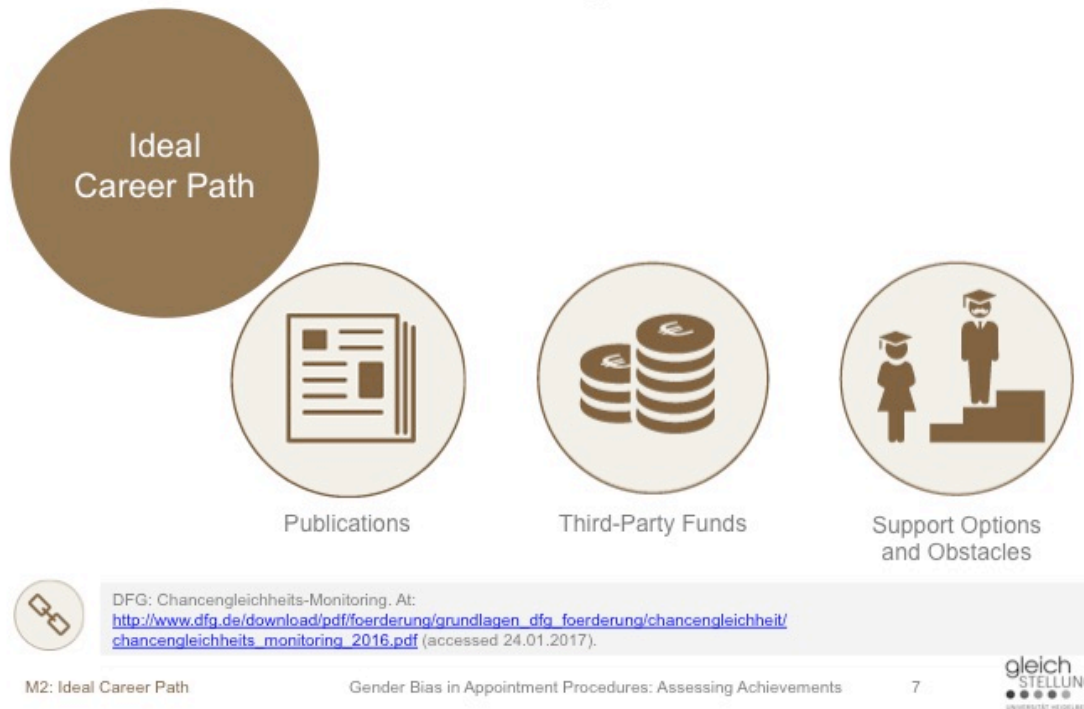 Ideal
Career Path
Publications
Third-Party Funds
Support Options
and Obstacles
DFG: Chancengleichheits-Monitoring. At:
http://www.dfg.de/download/pdf/foerderung/grundlagen_dfg_foerderung/chancengleichheit/
chancengleichheits_monitoring_2016.pdf (accessed 24.01.2017).
M2: Ideal Career Path
Gender Bias in Appointment Procedures: Assessing Achievements
7
gleich
STELLUN